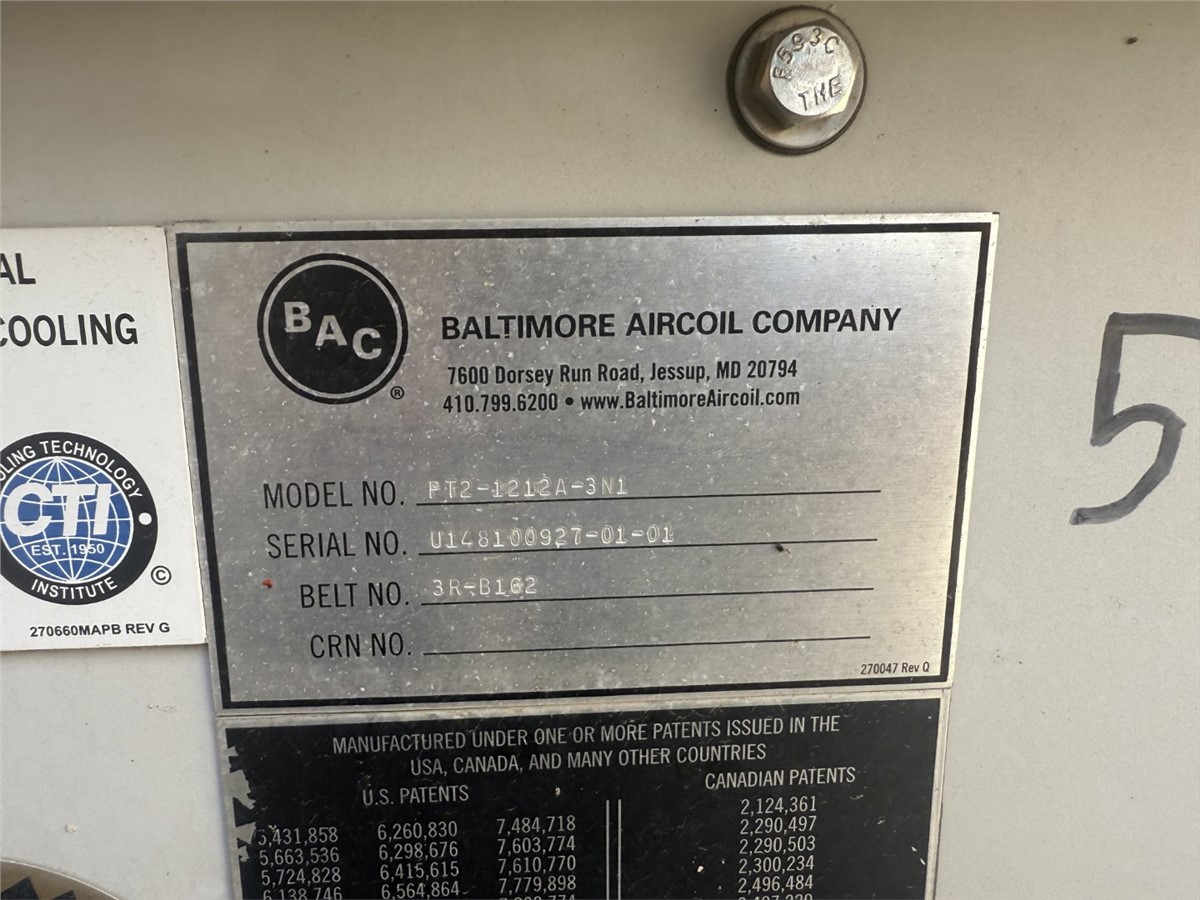 F593C
THE
AL
COOLING
COOLING TECHNOLOGY
CTI
EST. 1950
INSTITUTE
©
270660MAPB REV G
BAC
®
BALTIMORE AIRCOIL COMPANY
7600 Dorsey Run Road, Jessup, MD 20794
410.799.6200 • www.BaltimoreAircoil.com
MODEL NO. PT2-1212A-3N1
SERIAL NO. U148100927-01-01
BELT NO. 3R-B162
CRN NO.
270047 Rev Q
5
MANUFACTURED UNDER ONE OR MORE PATENTS ISSUED IN THE
USA, CANADA, AND MANY OTHER COUNTRIES
U.S. PATENTS
5,431,858 6,260,830 7,484,718
5,663,536 6,298,676 7,603,774
5,724,828 6,415,615 7,610,770
6,138,746 6,564,864 7,779,898
CANADIAN PATENTS
2,124,361
2,290,497
2,290,503
2,300,234
2,496,484